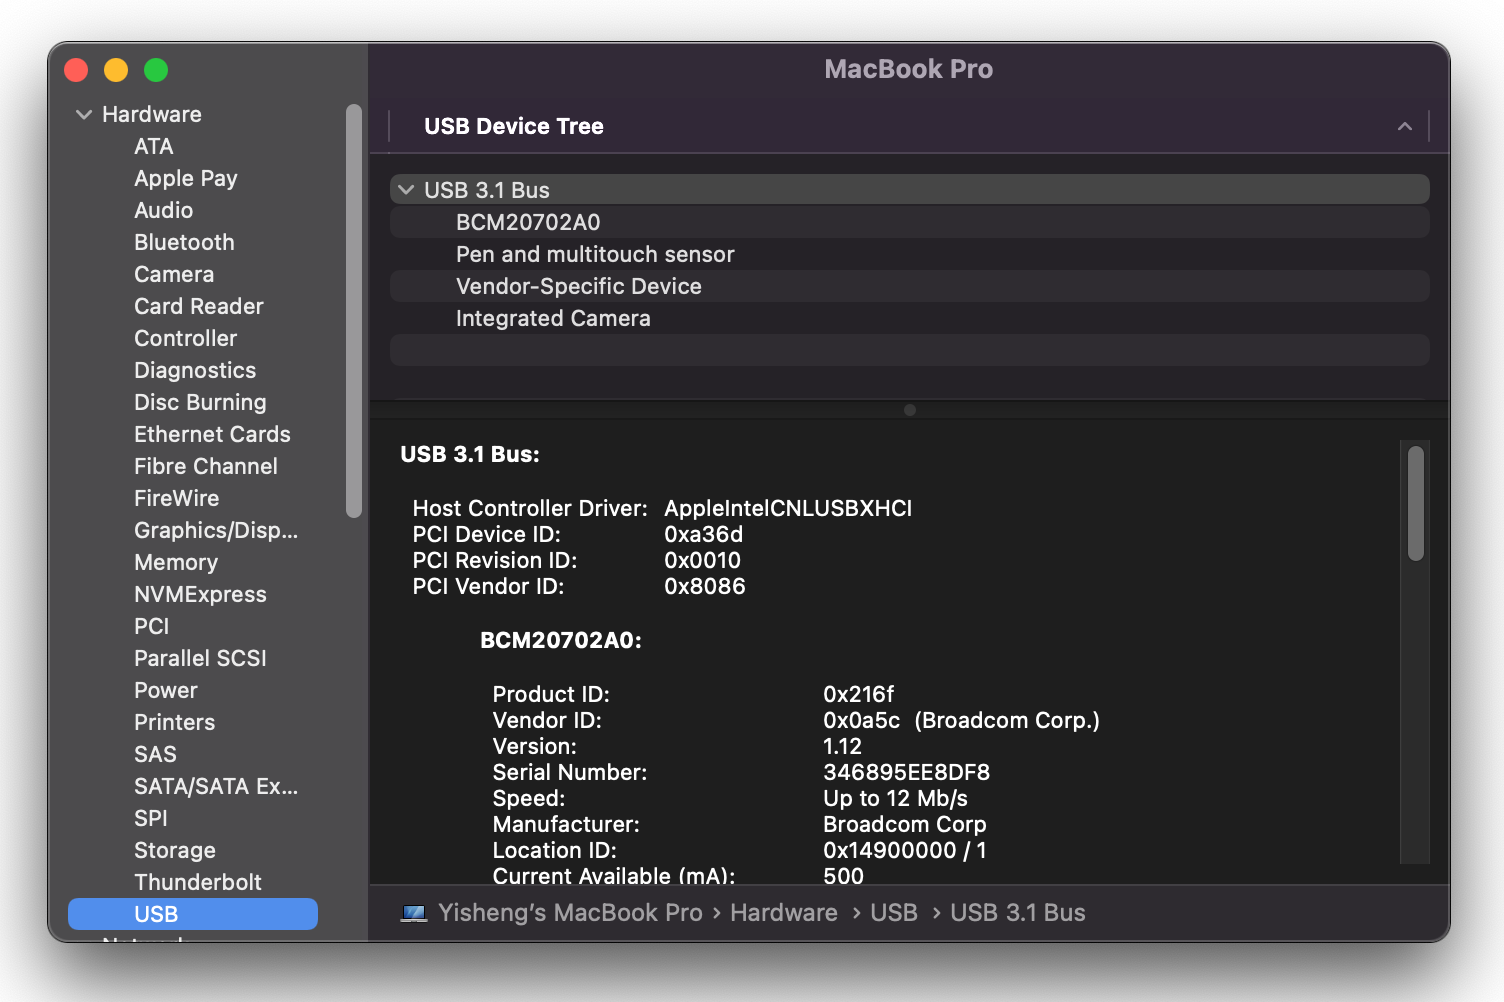 MacBook Pro
Hardware
ATA
Apple Pay
Audio
Bluetooth
Camera
Card Reader
Controller
Diagnostics
Disc Burning
Ethernet Cards
Fibre Channel
FireWire
Graphics/Disp...
Memory
NVMExpress
PCI
Parallel SCSI
Power
Printers
SAS
SATA/SATA Ex...
SPI
Storage
Thunderbolt
USB
Network
USB Device Tree
USB 3.1 Bus
BCM20702A0
Pen and multitouch sensor
Vendor-Specific Device
Integrated Camera
USB 3.1 Bus:
Host Controller Driver: AppleIntelCNLUSBXHCI
PCI Device ID: 0xa36d
PCI Revision ID: 0x0010
PCI Vendor ID: 0x8086
BCM20702A0:
Product ID: 0x216f
Vendor ID: 0x0a5c (Broadcom Corp.)
Version: 1.12
Serial Number: 346895EE8DF8
Speed: Up to 12 Mb/s
Manufacturer: Broadcom Corp
Location ID: 0x14900000 / 1
Current Available (mA): 500
Yisheng’s MacBook Pro › Hardware › USB › USB 3.1 Bus